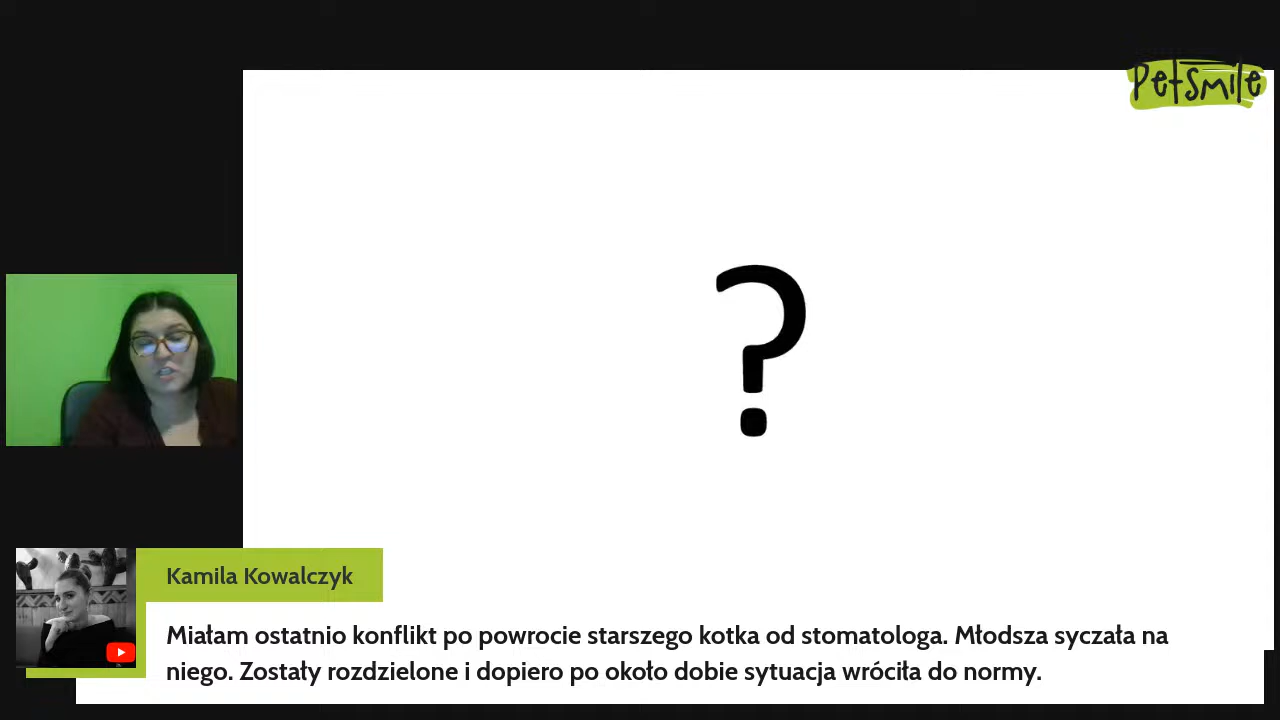 PetSmile
?
Kamila Kowalczyk
Miałam ostatnio konflikt po powrocie starszego kotka od stomatologa. Młodsza syczała na
niego. Zostały rozdzielone i dopiero po około dobie sytuacja wróciła do normy.